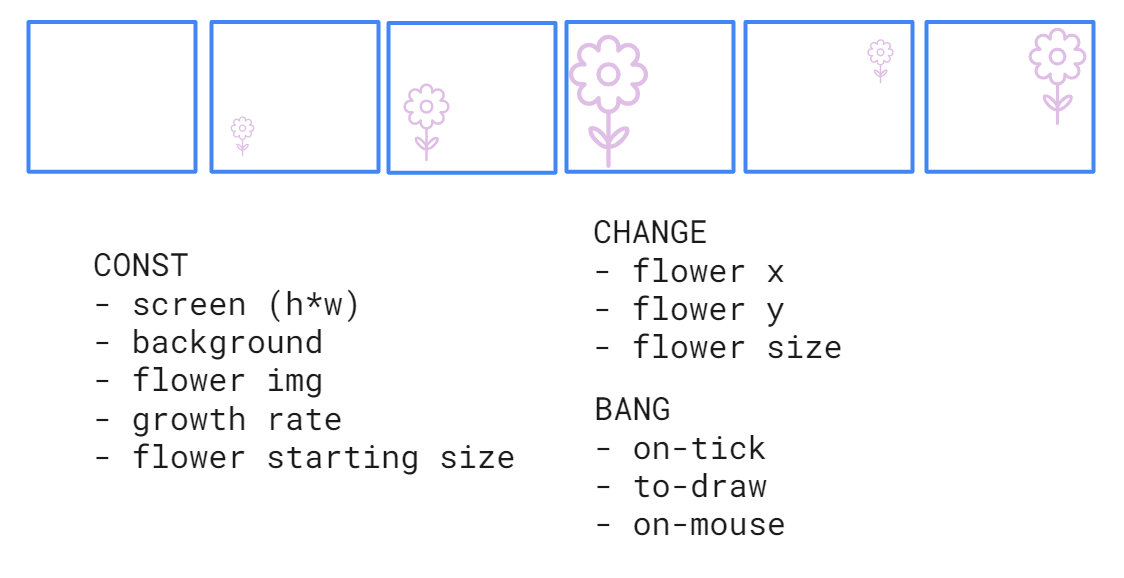 CONST
- screen (h*w)
- background
- flower img
- growth rate
- flower starting size
CHANGE
- flower x
- flower y
- flower size
BANG
- on-tick
- to-draw
- on-mouse